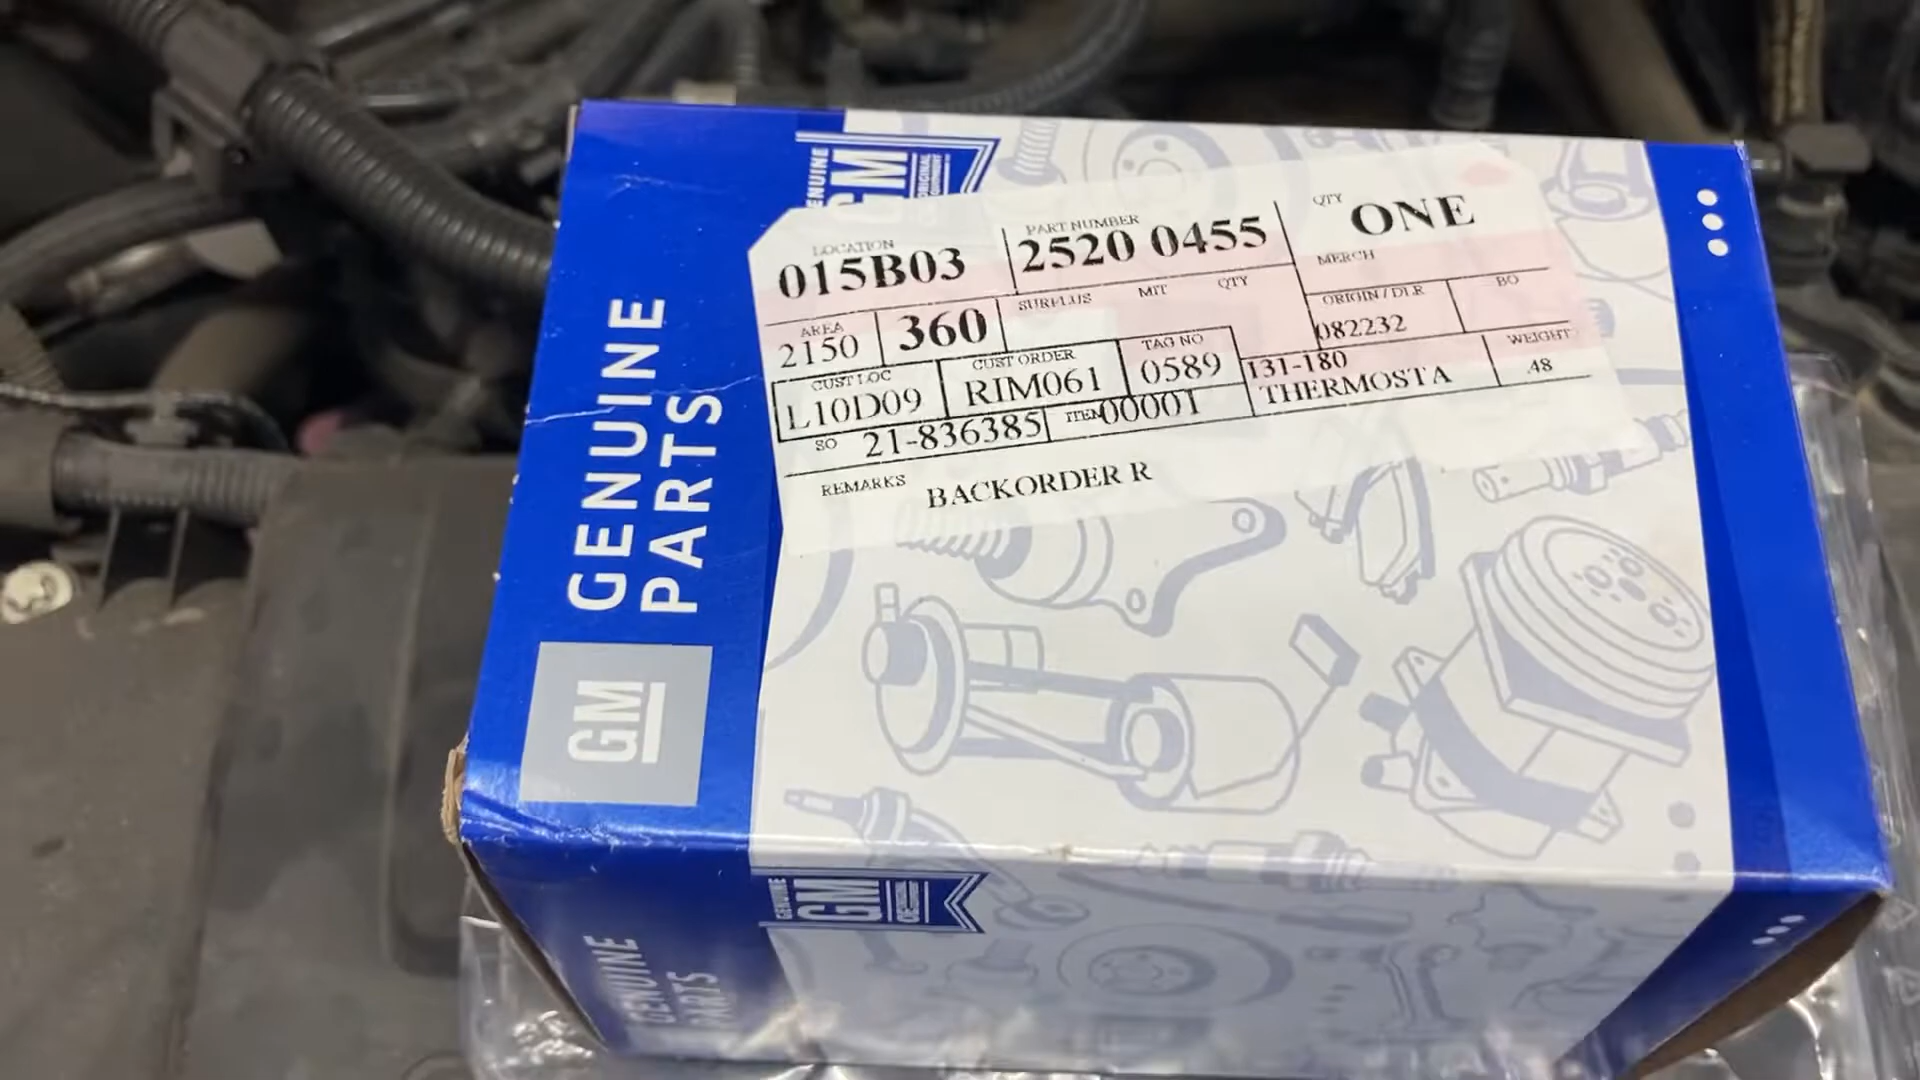 GENUINE
GM
ORIGINAL
EQUIPMENT
LOCATION
015B03
PART NUMBER
2520 0455
QTY
ONE
MERCH
AREA
2150
360
SURPLUS MIT QTY
ORIGIN / DLR
082232
BO
CUST LOC
L10D09
CUST ORDER
RIM061
TAG NO
0589
131-180
THERMOSTA
WEIGHT
.48
SO 21-836385
ITEM 00001
REMARKS BACKORDER R
GENUINE
PARTS
GM
GENUINE
GM
GENUINE
PARTS